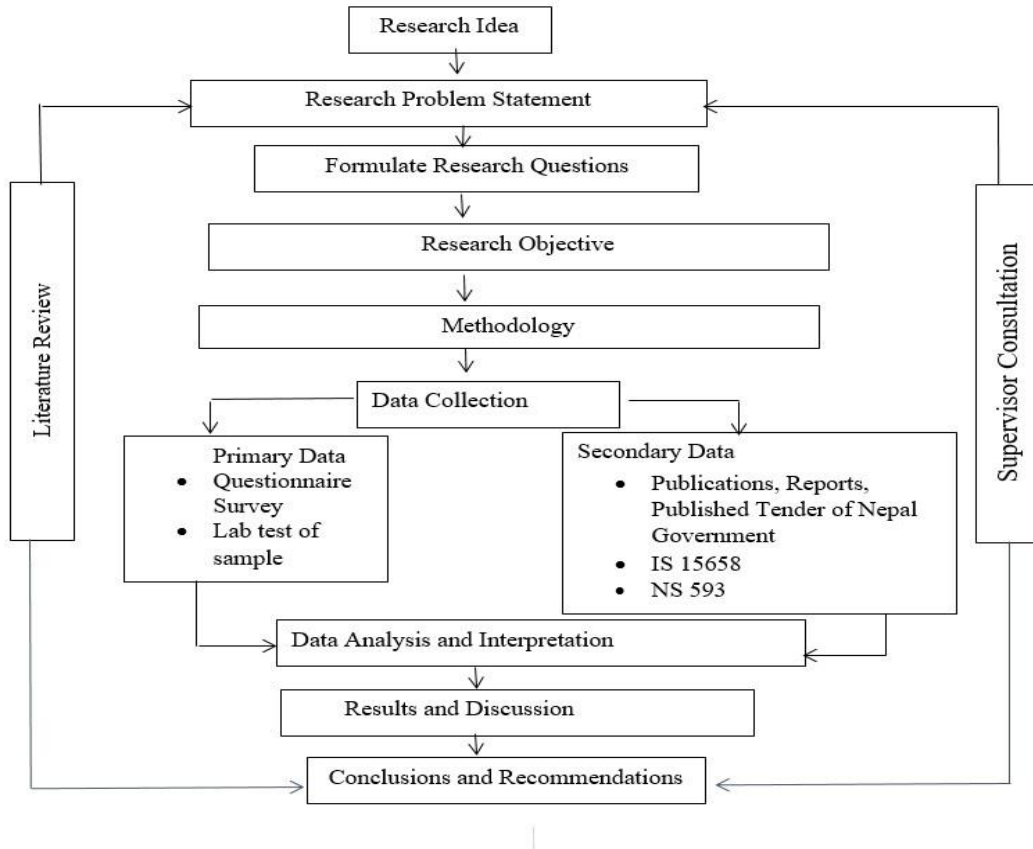 Research Idea
Research Problem Statement
Formulate Research Questions
Research Objective
Methodology
Data Collection
Literature Review
Supervisor Consultation
Primary Data
• Questionnaire
Survey
• Lab test of
sample
Secondary Data
• Publications, Reports,
Published Tender of Nepal
Government
• IS 15658
• NS 593
Data Analysis and Interpretation
Results and Discussion
Conclusions and Recommendations